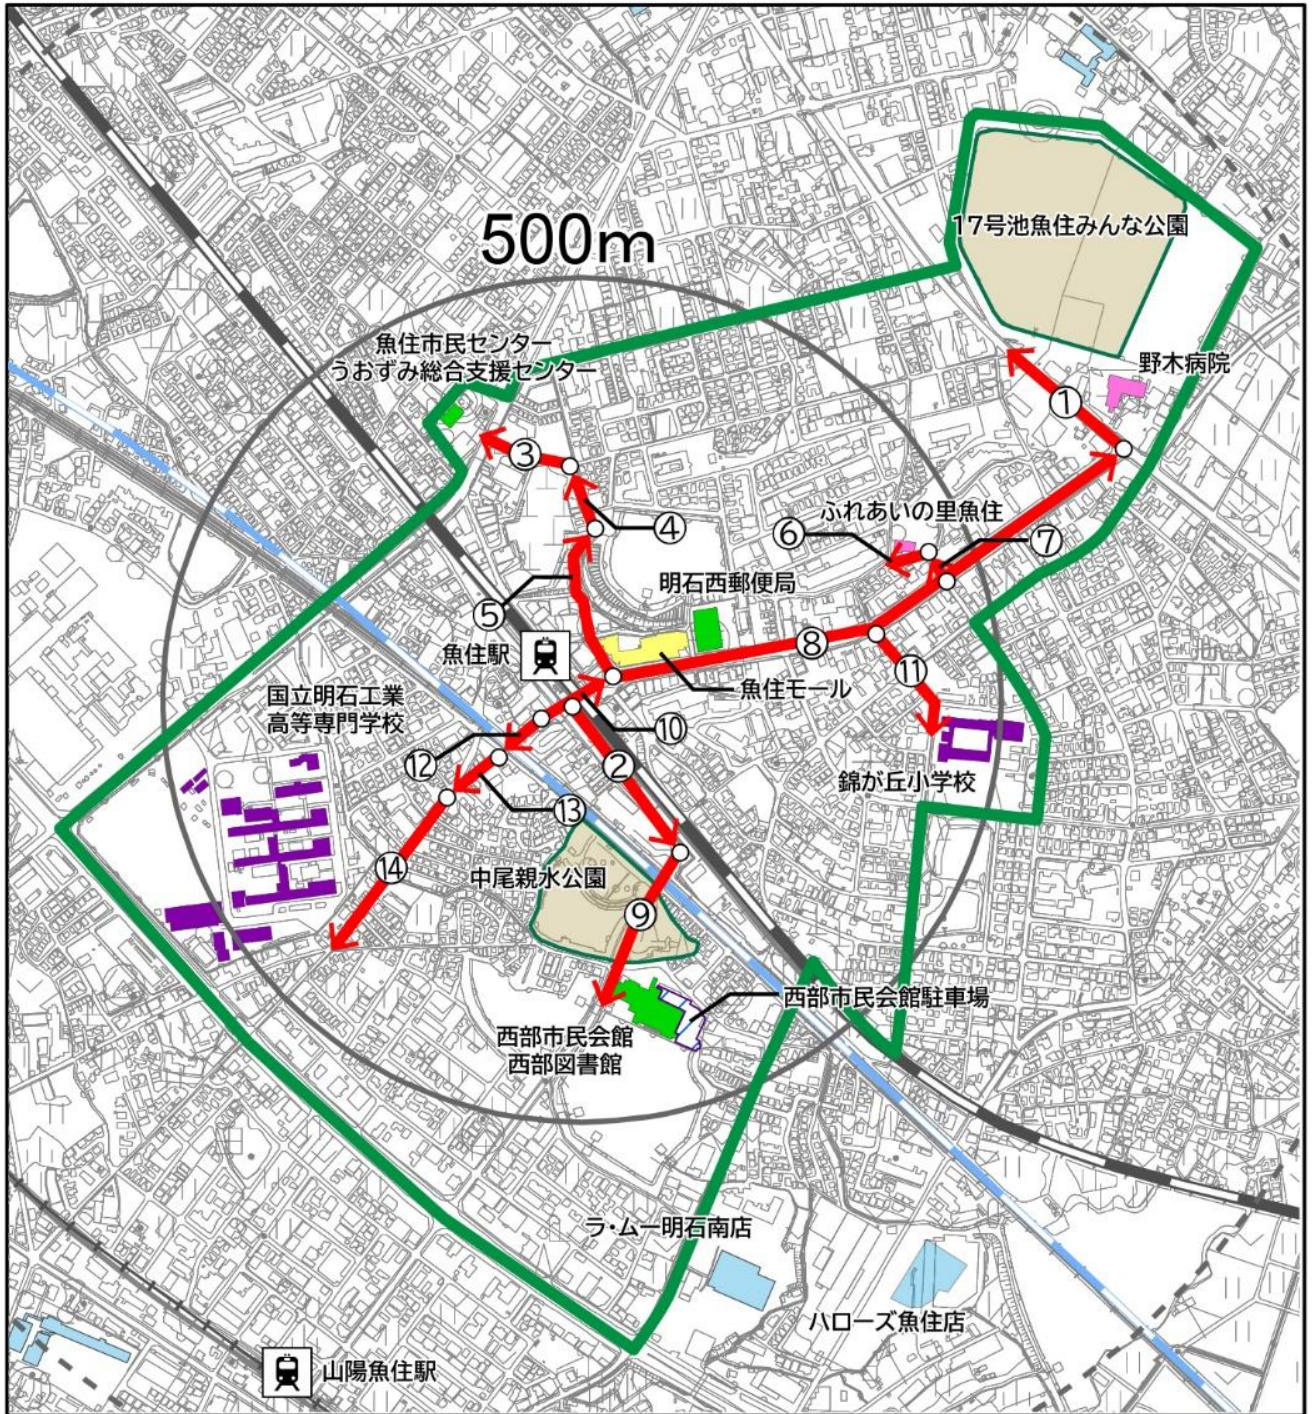 500m
17号池魚住みんな公園
魚住市民センター
うおずみ総合支援センター
野木病院
①
③
ふれあいの里魚住
④
⑥
⑦
明石西郵便局
⑤
魚住駅
⑧
⑪
魚住モール
国立明石工業
高等専門学校
⑩
⑫
②
錦が丘小学校
⑬
⑭
中尾親水公園
⑨
西部市民会館駐車場
西部市民会館
西部図書館
ラ・ムー明石南店
ハローズ魚住店
山陽魚住駅